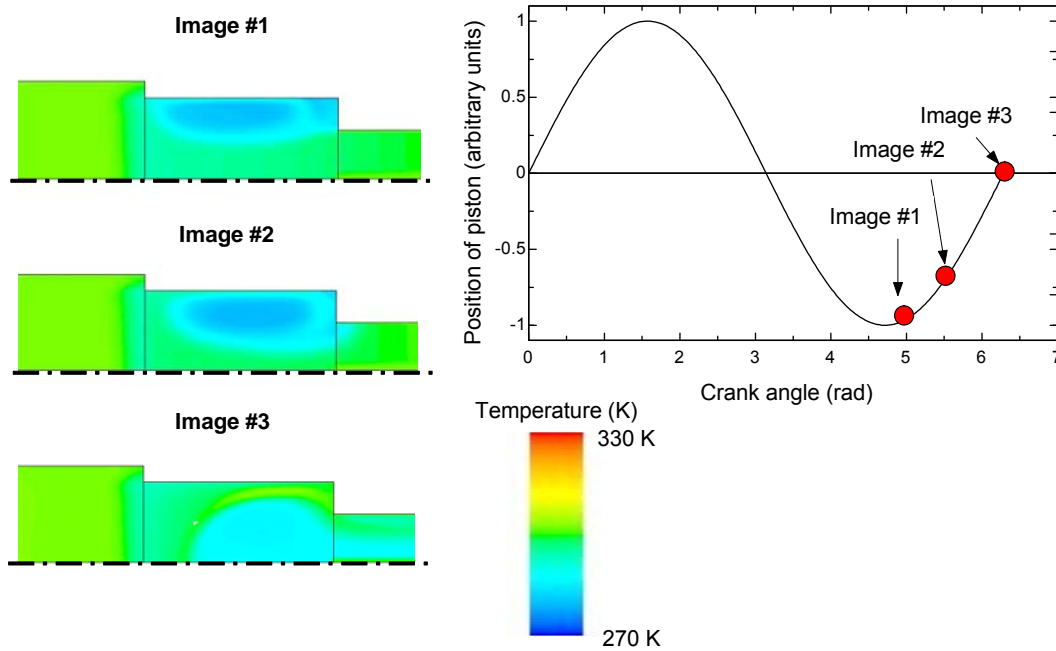 Image #1
Image #2
Image #3
Position of piston (arbitrary units)
1
0.5
0
-0.5
-1
0 1 2 3 4 5 6 7
Crank angle (rad)
Image #3
Image #2
Image #1
Temperature (K)
330 K
270 K